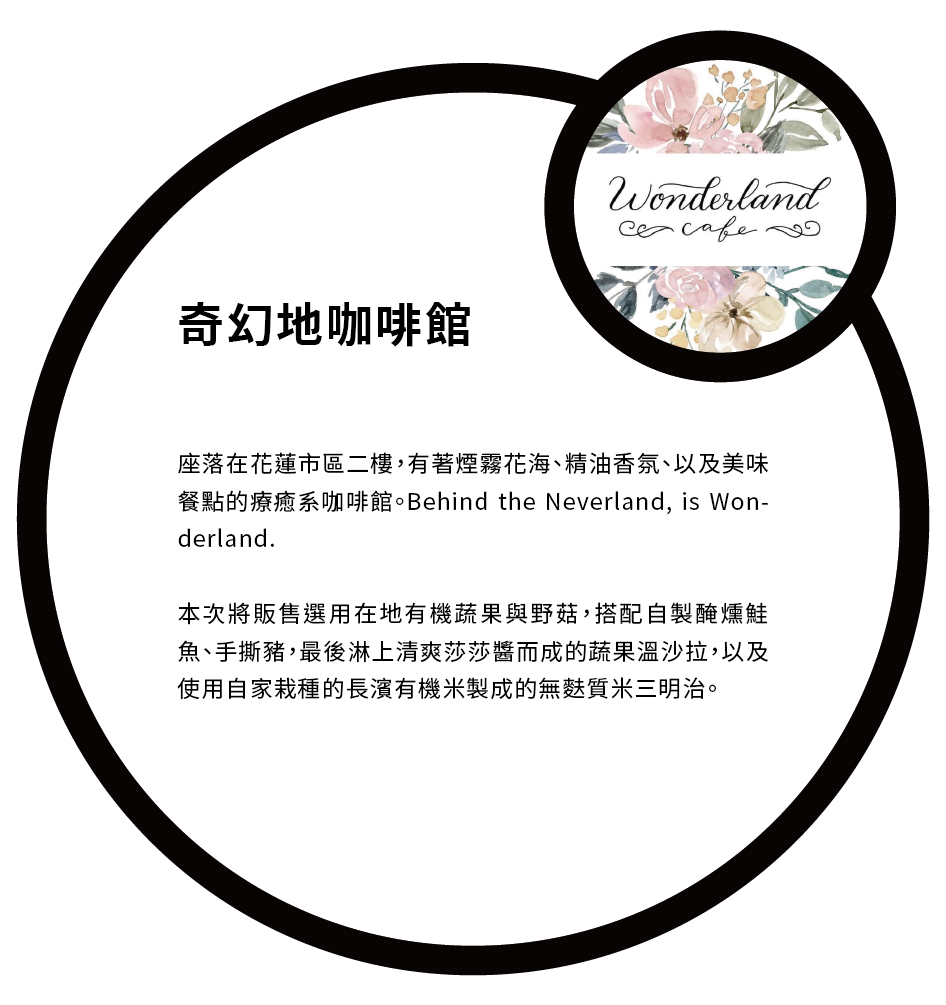 Wonderland
cafe
奇幻地咖啡館
座落在花蓮市區二樓，有著煙霧花海、精油香氛、以及美味
餐點的療癒系咖啡館。Behind the Neverland, is Won-
derland.
本次將販售選用在地有機蔬果與野菇，搭配自製醃燻鮭
魚、手撕豬，最後淋上清爽莎莎醬而成的蔬果溫沙拉，以及
使用自家栽種的長濱有機米製成的無麩質米三明治。